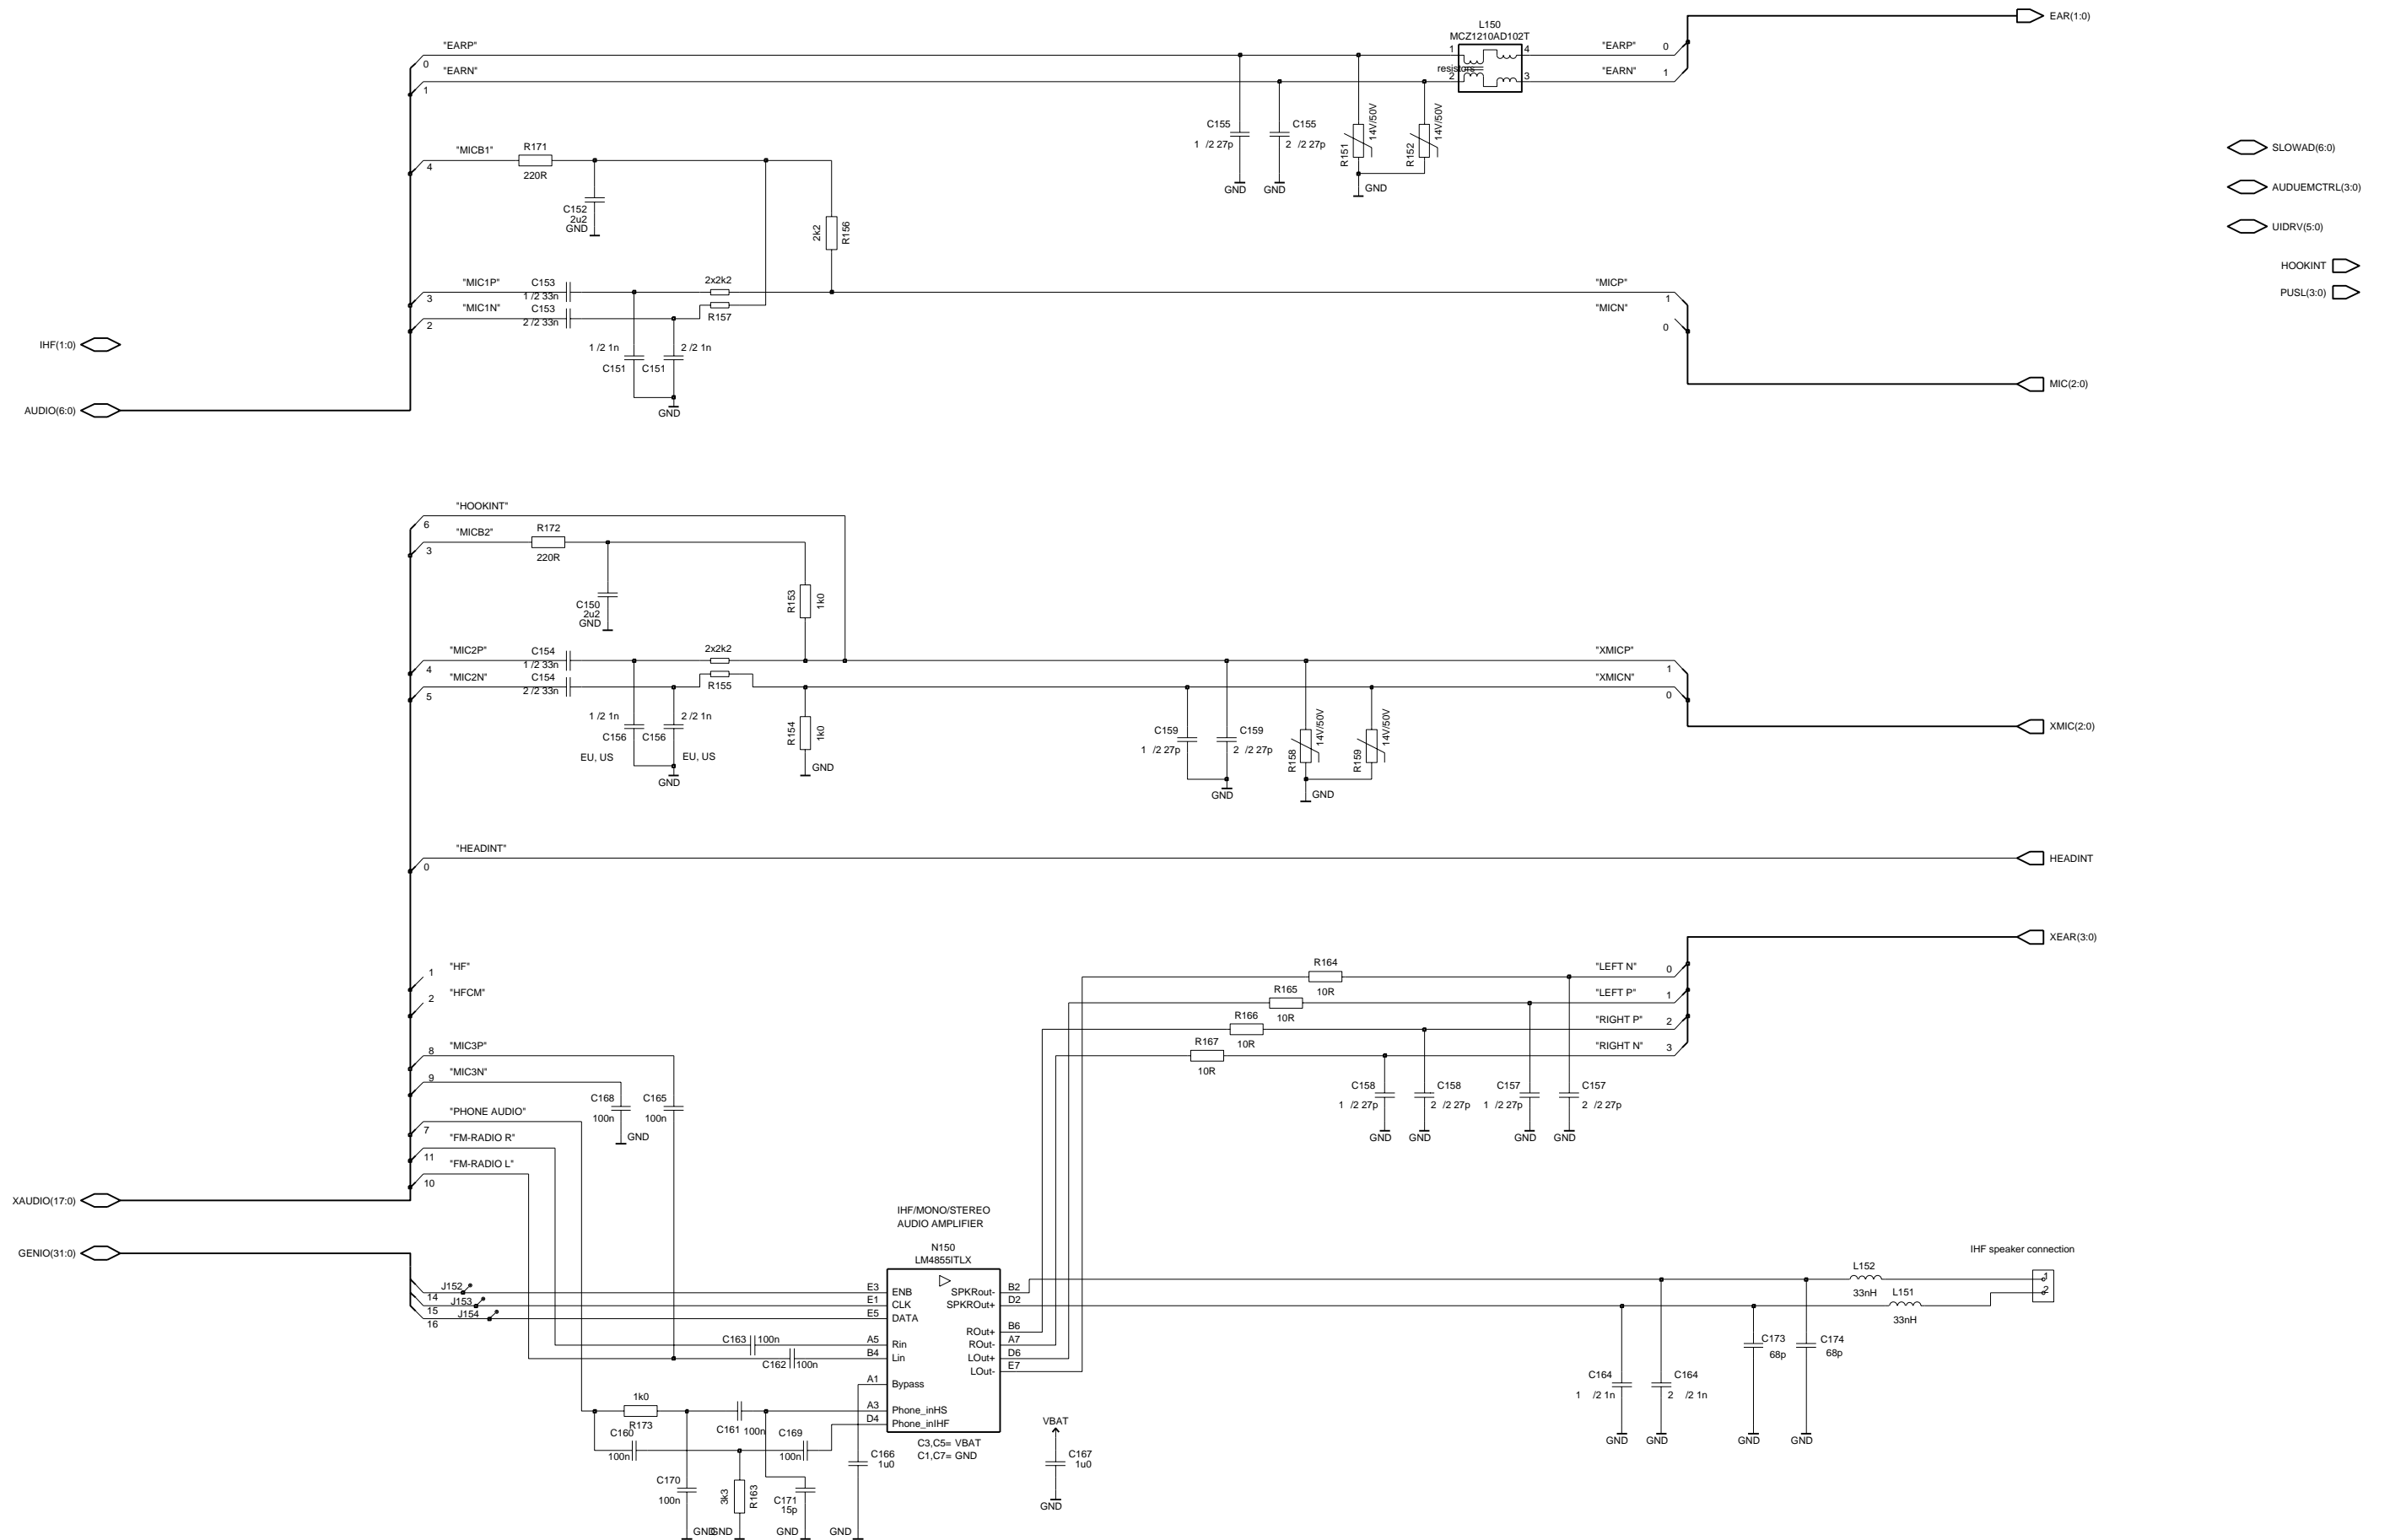 L150
MCZ1210AD102T
EAR(1:0)
"EARP"
0
"EARN"
1
1
4
resistors
2
3
"EARP"
0
"EARN"
1
C155
1 /2 27p
GND
C155
2 /2 27p
GND
R151
14V/50V
R152
14V/50V
GND
SLOWAD(6:0)
AUDUEMCTRL(3:0)
UIDRV(5:0)
HOOKINT
PUSL(3:0)
"MICB1"
4
R171
220R
C152
2u2
GND
2k2
R156
"MIC1P"
3
C153
1 /2 33n
"MIC1N"
2
C153
2 /2 33n
2x2k2
R157
1 /2 1n
C151
2 /2 1n
C151
GND
"MICP"
1
"MICN"
0
IHF(1:0)
AUDIO(6:0)
MIC(2:0)
"HOOKINT"
6
"MICB2"
3
R172
220R
C150
2u2
GND
R153
1k0
"MIC2P"
4
C154
1 /2 33n
"MIC2N"
5
C154
2 /2 33n
2x2k2
R155
1 /2 1n
C156
EU, US
2 /2 1n
C156
EU, US
GND
R154
1k0
GND
C159
1 /2 27p
C159
2 /2 27p
GND
R158
14V/50V
R159
14V/50V
GND
"XMICP"
1
"XMICN"
0
XMIC(2:0)
"HEADINT"
0
HEADINT
XEAR(3:0)
1
"HF"
2
"HFCM"
8
"MIC3P"
9
"MIC3N"
"PHONE AUDIO"
7
"FM-RADIO R"
11
"FM-RADIO L"
10
C168
100n
GND
C165
100n
R164
10R
R165
10R
R166
10R
R167
10R
"LEFT N"
0
"LEFT P"
1
"RIGHT P"
2
"RIGHT N"
3
C158
1 /2 27p
GND
C158
2 /2 27p
GND
C157
1 /2 27p
GND
C157
2 /2 27p
GND
XAUDIO(17:0)
GENIO(31:0)
IHF/MONO/STEREO
AUDIO AMPLIFIER
N150
LM4855ITLX
J152
14
J153
15
J154
16
E3
ENB
E1
CLK
E5
DATA
A5
Rin
B4
Lin
A1
Bypass
A3
Phone_inHS
D4
Phone_inIHF
SPKRout-
B2
SPKROut+
D2
ROut+
B6
ROut-
A7
LOut+
D6
LOut-
E7
C3,C5= VBAT
C1,C7= GND
C163
100n
C162
100n
1k0
R173
C161
100n
C160
100n
C169
100n
C170
100n
GND
3k3
R163
GND
C171
15p
GND
C166
1u0
GND
VBAT
C167
1u0
GND
IHF speaker connection
L152
33nH
L151
33nH
1
2
C173
68p
GND
C174
68p
GND
C164
1 /2 1n
GND
C164
2 /2 1n
GND